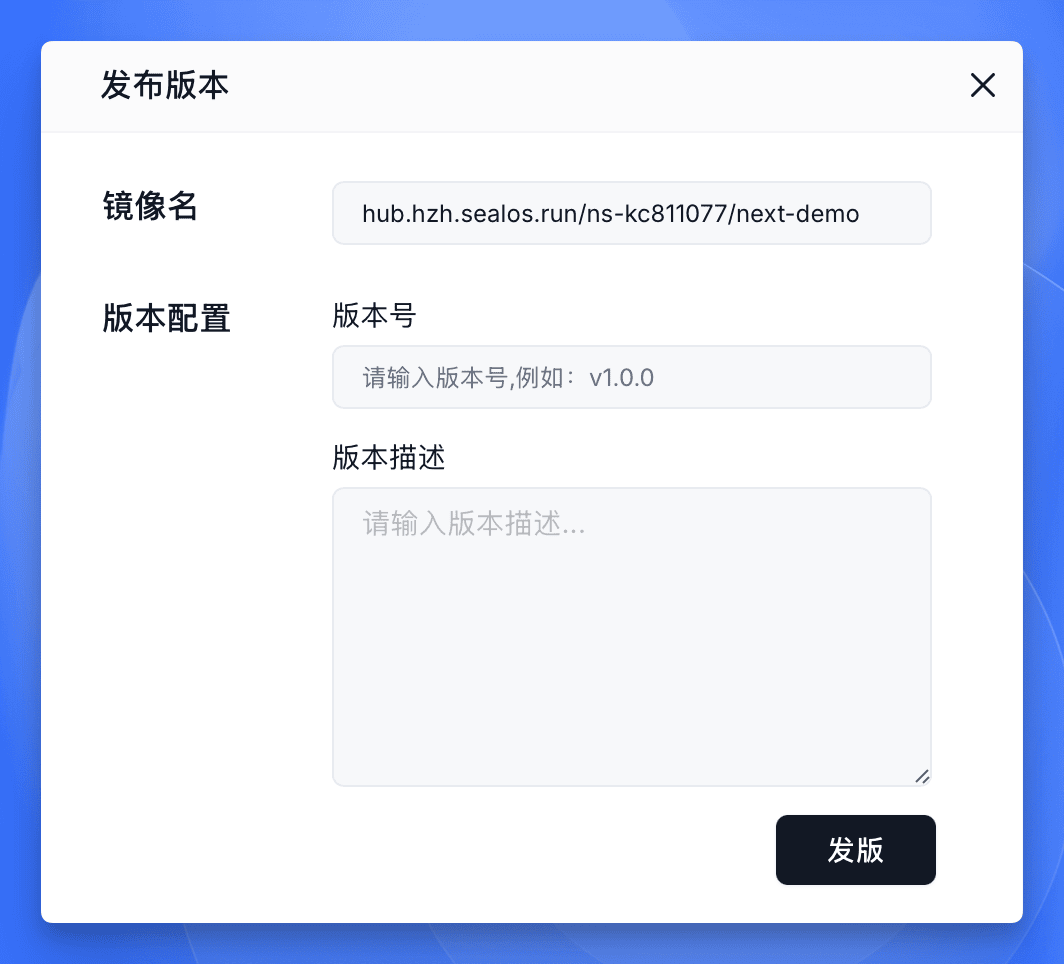 发布版本
镜像名
hub.hzh.sealos.run/ns-kc811077/next-demo
版本配置
版本号
请输入版本号,例如：v1.0.0
版本描述
请输入版本描述...
发版